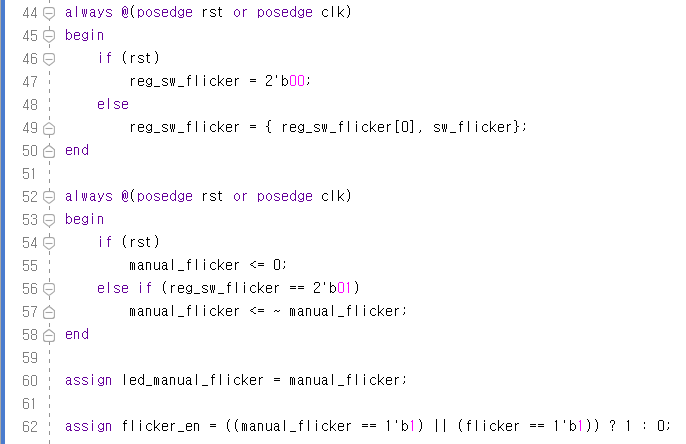 44 always @(posedge rst or posedge clk)
45 begin
46     if (rst)
47         reg_sw_flicker = 2'b00;
48     else
49         reg_sw_flicker = { reg_sw_flicker[0], sw_flicker};
50 end
51
52 always @(posedge rst or posedge clk)
53 begin
54     if (rst)
55         manual_flicker <= 0;
56     else if (reg_sw_flicker == 2'b01)
57         manual_flicker <= ~ manual_flicker;
58 end
59
60 assign led_manual_flicker = manual_flicker;
61
62 assign flicker_en = ((manual_flicker == 1'b1) || (flicker == 1'b1)) ? 1 : 0;